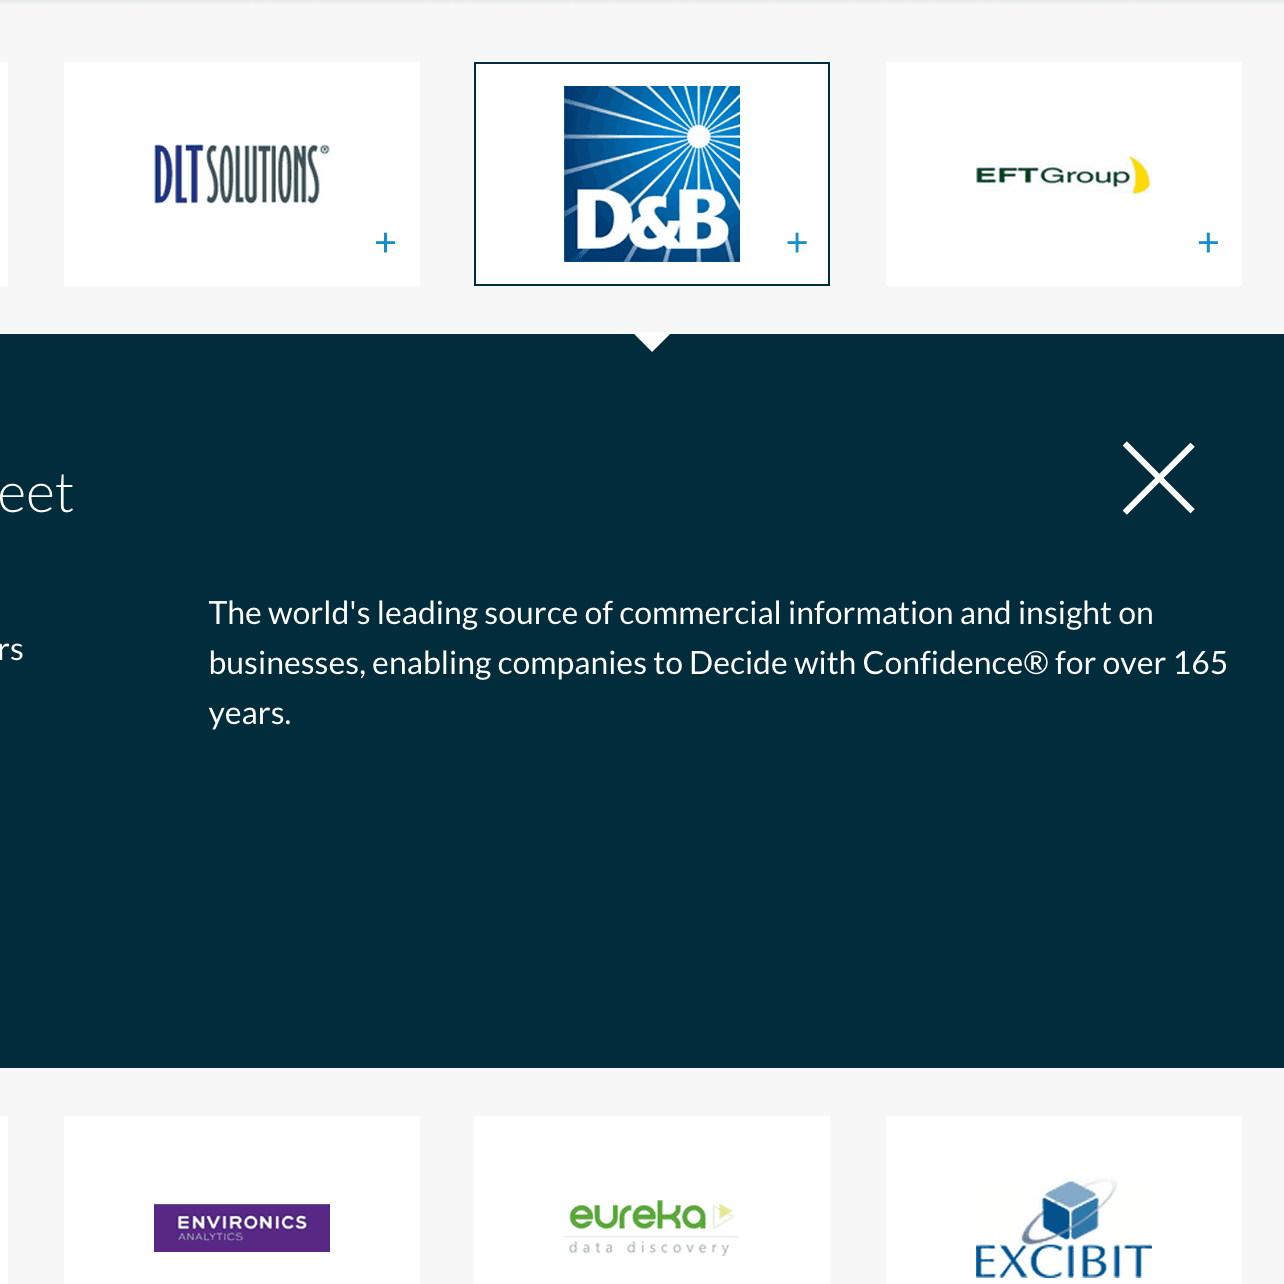 DLT SOLUTIONS®
D&B
EFTGroup
eet
The world's leading source of commercial information and insight on
rs
businesses, enabling companies to Decide with Confidence® for over 165
years.
ENVIRONICS
ANALYTICS
eureka
data discovery
EXCIBIT